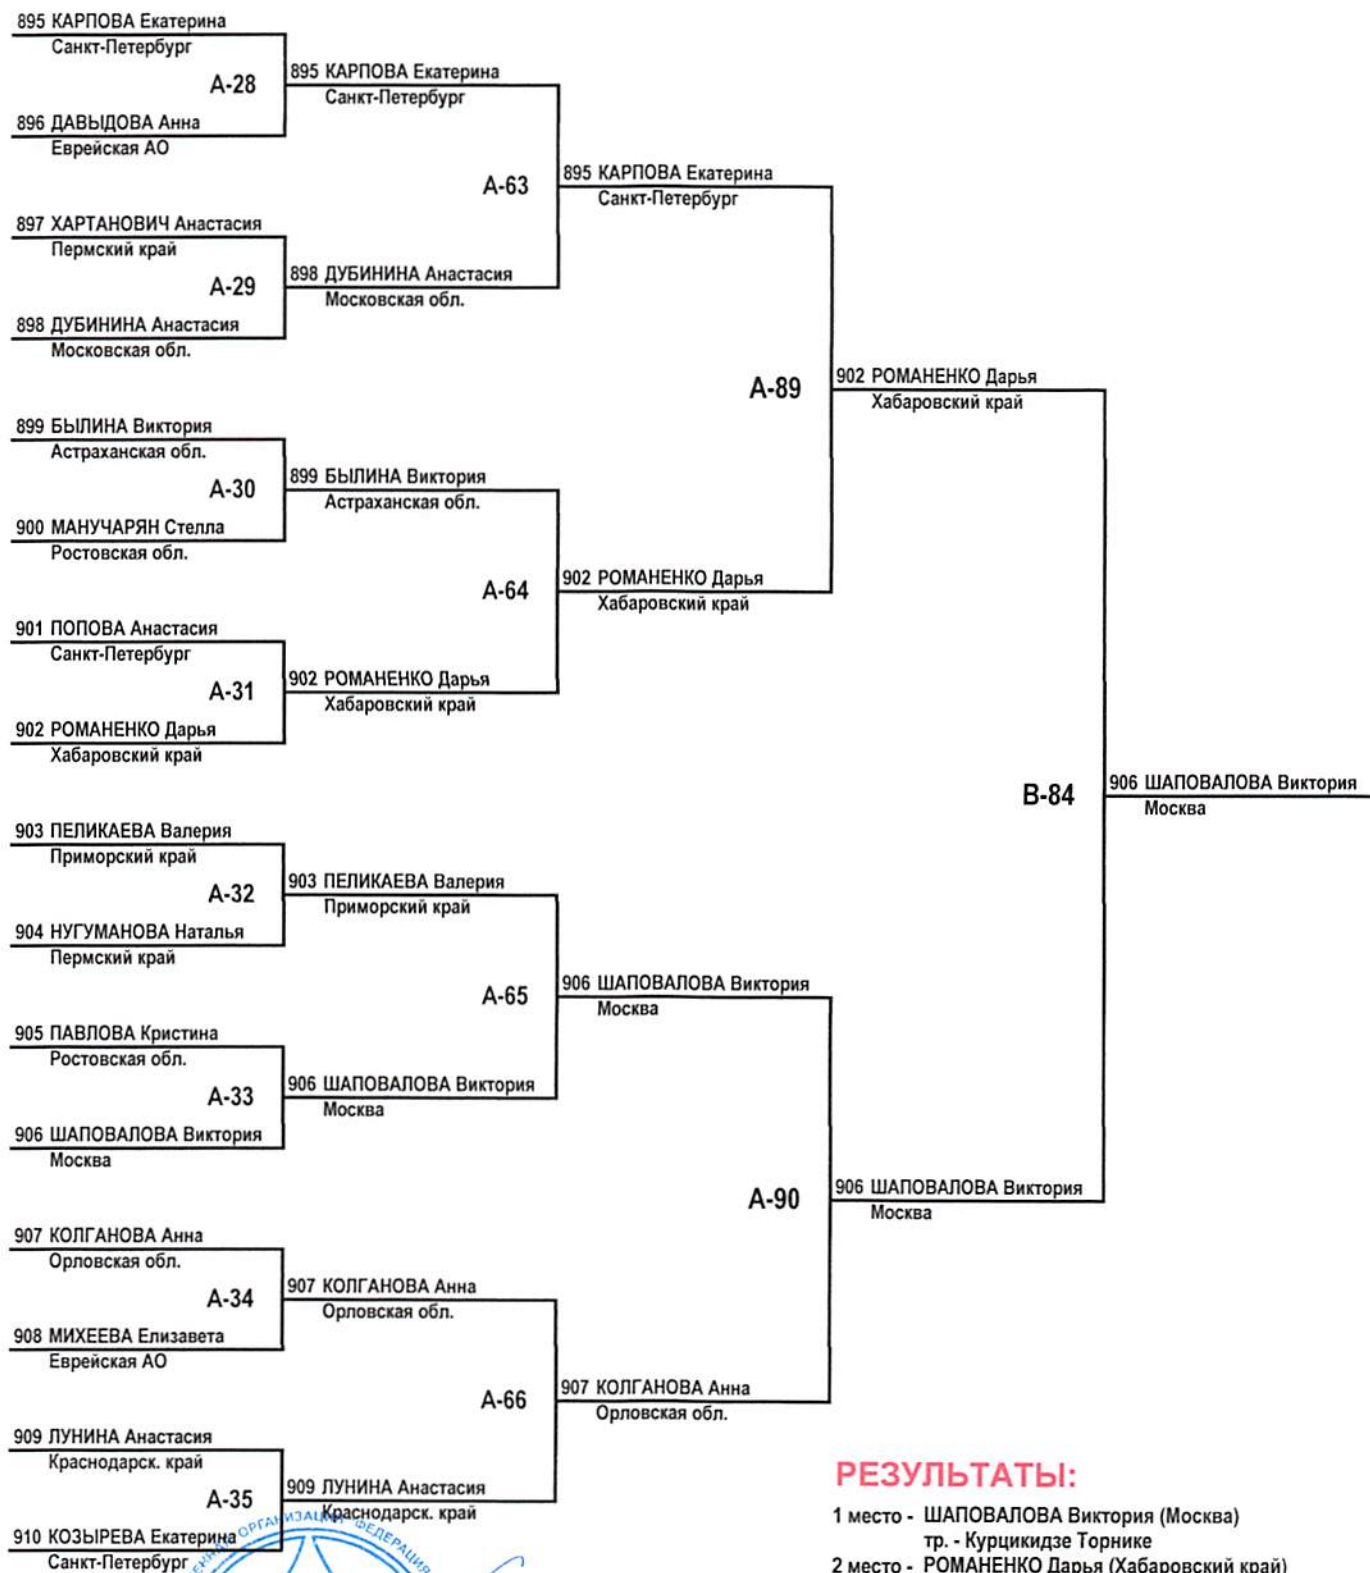 895 КАРПОВА Екатерина
Санкт-Петербург
А-28
896 ДАВЫДОВА Анна
Еврейская АО
895 КАРПОВА Екатерина
Санкт-Петербург
А-63
897 ХАРТАНОВИЧ Анастасия
Пермский край
А-29
898 ДУБИНИНА Анастасия
Московская обл.
898 ДУБИНИНА Анастасия
Московская обл.
895 КАРПОВА Екатерина
Санкт-Петербург
А-89
899 БЫЛИНА Виктория
Астраханская обл.
А-30
900 МАНУЧАРЯН Стелла
Ростовская обл.
899 БЫЛИНА Виктория
Астраханская обл.
А-64
901 ПОПОВА Анастасия
Санкт-Петербург
А-31
902 РОМАНЕНКО Дарья
Хабаровский край
902 РОМАНЕНКО Дарья
Хабаровский край
902 РОМАНЕНКО Дарья
Хабаровский край
902 РОМАНЕНКО Дарья
Хабаровский край
В-84
906 ШАПОВАЛОВА Виктория
Москва
903 ПЕЛИКАЕВА Валерия
Приморский край
А-32
904 НУГУМАНОВА Наталья
Пермский край
903 ПЕЛИКАЕВА Валерия
Приморский край
А-65
905 ПАВЛОВА Кристина
Ростовская обл.
А-33
906 ШАПОВАЛОВА Виктория
Москва
906 ШАПОВАЛОВА Виктория
Москва
906 ШАПОВАЛОВА Виктория
Москва
А-90
906 ШАПОВАЛОВА Виктория
Москва
907 КОЛГАНОВА Анна
Орловская обл.
А-34
908 МИХЕЕВА Елизавета
Еврейская АО
907 КОЛГАНОВА Анна
Орловская обл.
А-66
907 КОЛГАНОВА Анна
Орловская обл.
909 ЛУНИНА Анастасия
Краснодарск. край
А-35
910 КОЗЫРЕВА Екатерина
Санкт-Петербург
909 ЛУНИНА Анастасия
Краснодарск. край
ОРГАНИЗАЦИЯ ФЕДЕРАЦИЯ
РЕЗУЛЬТАТЫ:
1 место - ШАПОВАЛОВА Виктория (Москва)
тр. - Курцикидзе Торнике
2 место - РОМАНЕНКО Дарья (Хабаровский край)